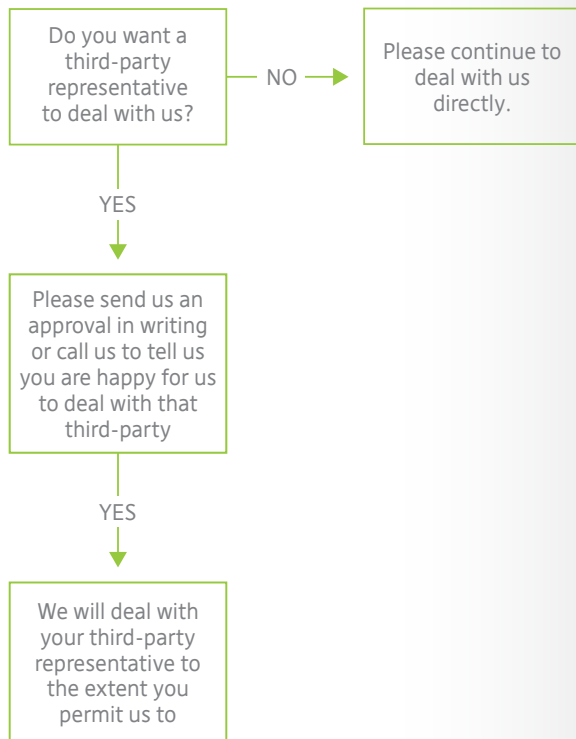 Do you want a
third-party
representative
to deal with us?
NO
Please continue to
deal with us
directly.
YES
Please send us an
approval in writing
or call us to tell us
you are happy for us
to deal with that
third-party
YES
We will deal with
your third-party
representative to
the extent you
permit us to